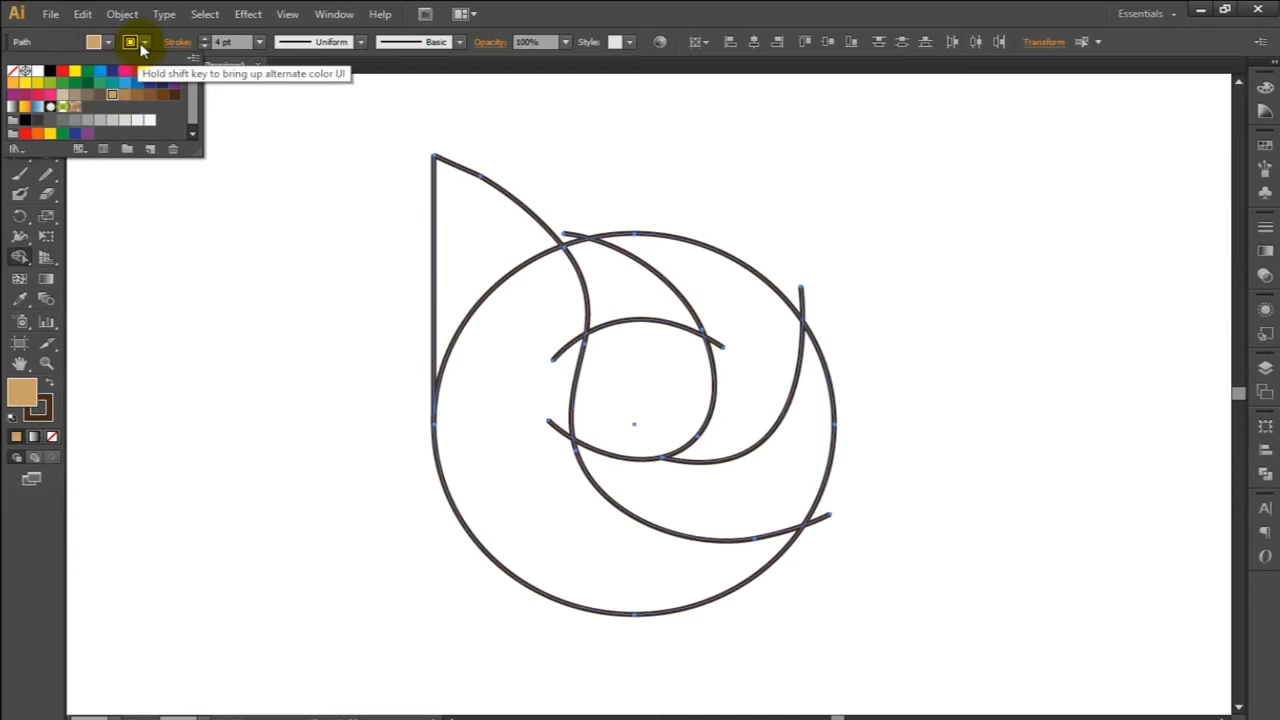 Ai File Edit Object Type Select Effect View Window Help Br Essentials
Path Stroke: 4 pt Uniform Basic Opacity: 100% Style: Transform
Hold shift key to bring up alternate color UI